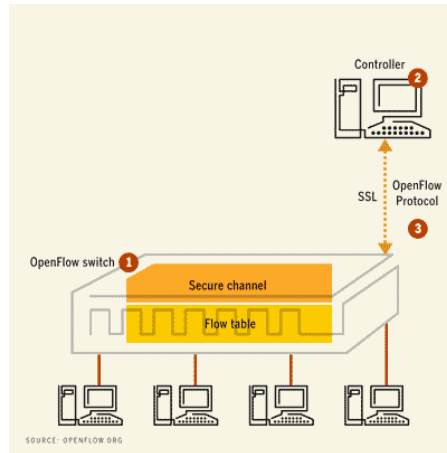 Controller
2
SSL
OpenFlow
Protocol
3
OpenFlow switch
1
Secure channel
Flow table
SOURCE: OPENFLOW.ORG